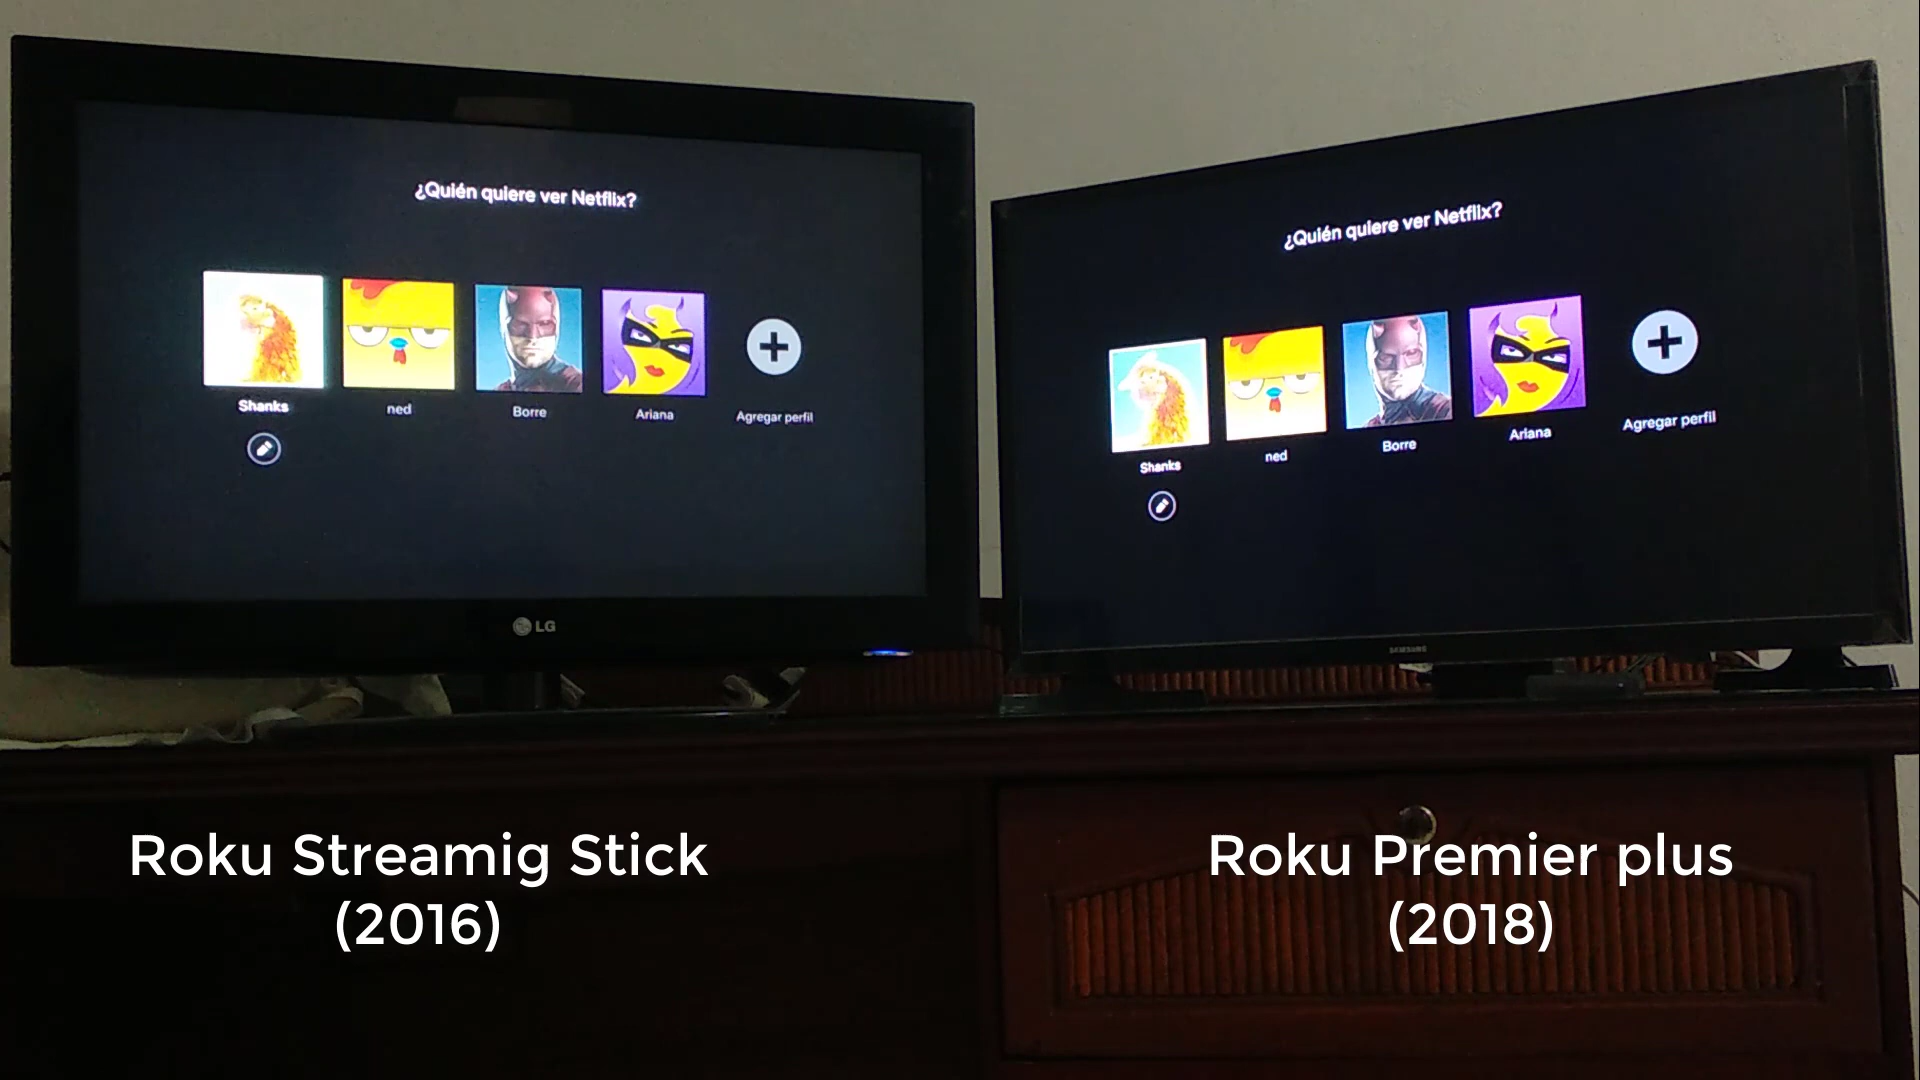 ¿Quién quiere ver Netflix?
Shanks
ned
Borre
Ariana
Agregar perfil
LG
¿Quién quiere ver Netflix?
Shanks
ned
Borre
Ariana
Agregar perfil
SAMSUNG
Roku Streamig Stick
(2016)
Roku Premier plus
(2018)